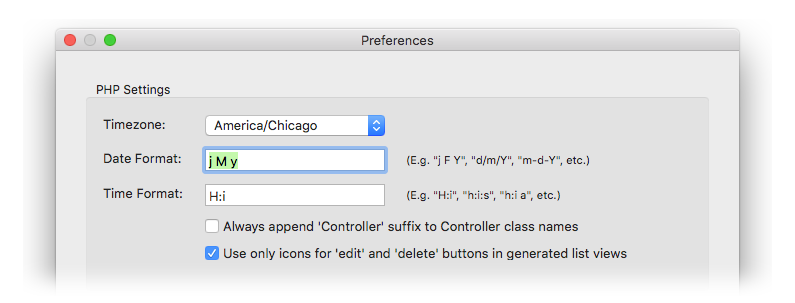 Preferences
PHP Settings
Timezone: America/Chicago
Date Format: j M y (E.g. "j F Y", "d/m/Y", "m-d-Y", etc.)
Time Format: H:i (E.g. "H:i", "h:i:s", "h:i a", etc.)
Always append 'Controller' suffix to Controller class names
Use only icons for 'edit' and 'delete' buttons in generated list views